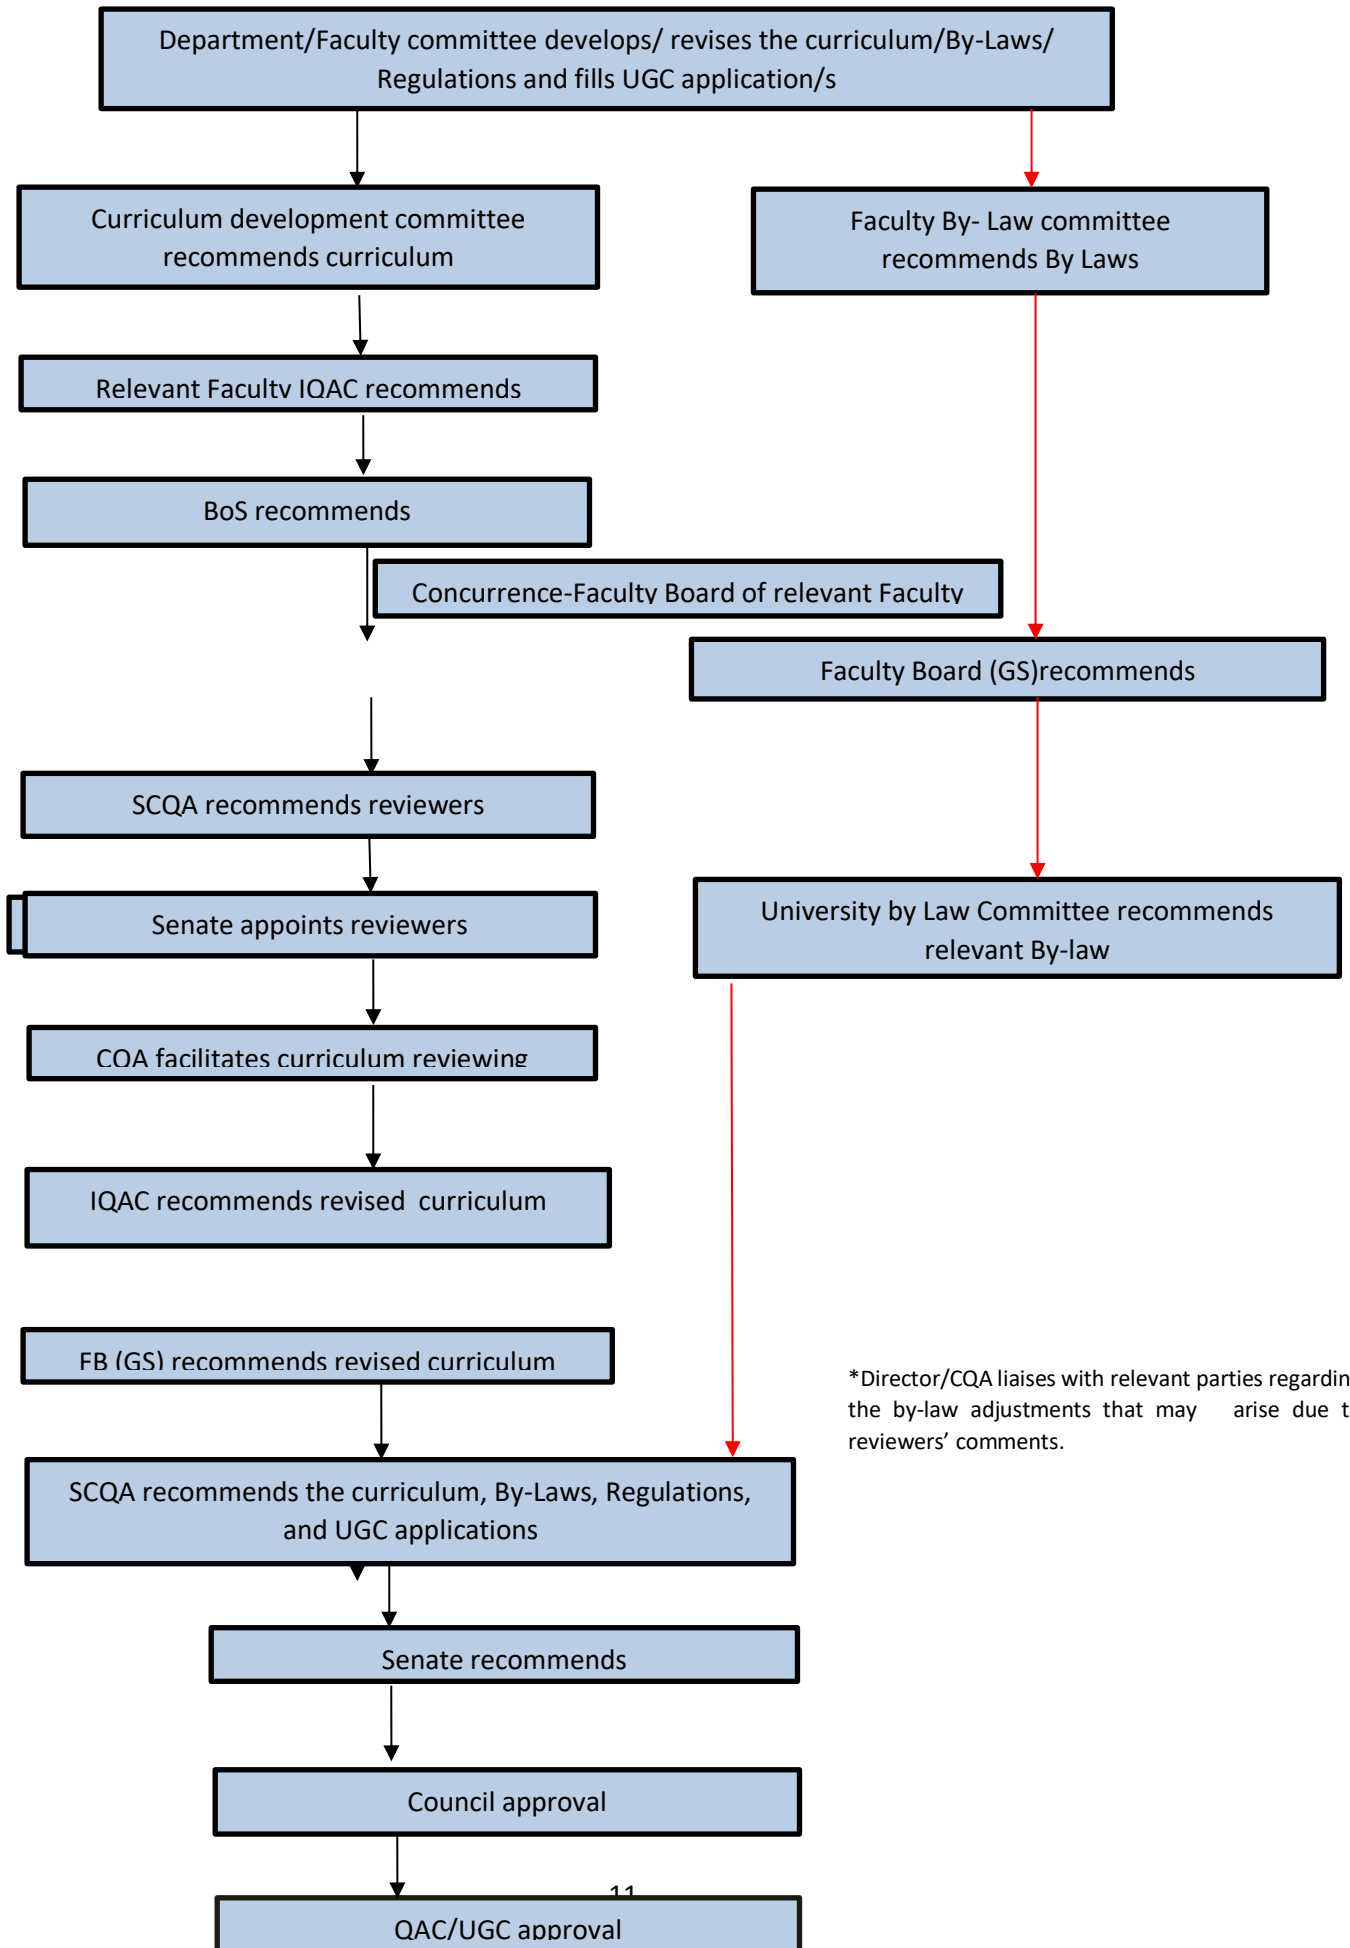 Department/Faculty committee develops/ revises the curriculum/By-Laws/
Regulations and fills UGC application/s
Curriculum development committee
recommends curriculum
Faculty By- Law committee
recommends By Laws
Relevant Faculty IQAC recommends
BoS recommends
Concurrence-Faculty Board of relevant Faculty
Faculty Board (GS)recommends
SCQA recommends reviewers
Senate appoints reviewers
University by Law Committee recommends
relevant By-law
CQA facilitates curriculum reviewing
IQAC recommends revised curriculum
FB (GS) recommends revised curriculum
*Director/CQA liaises with relevant parties regardin
the by-law adjustments that may arise due t
reviewers’ comments.
SCQA recommends the curriculum, By-Laws, Regulations,
and UGC applications
Senate recommends
Council approval
11
QAC/UGC approval